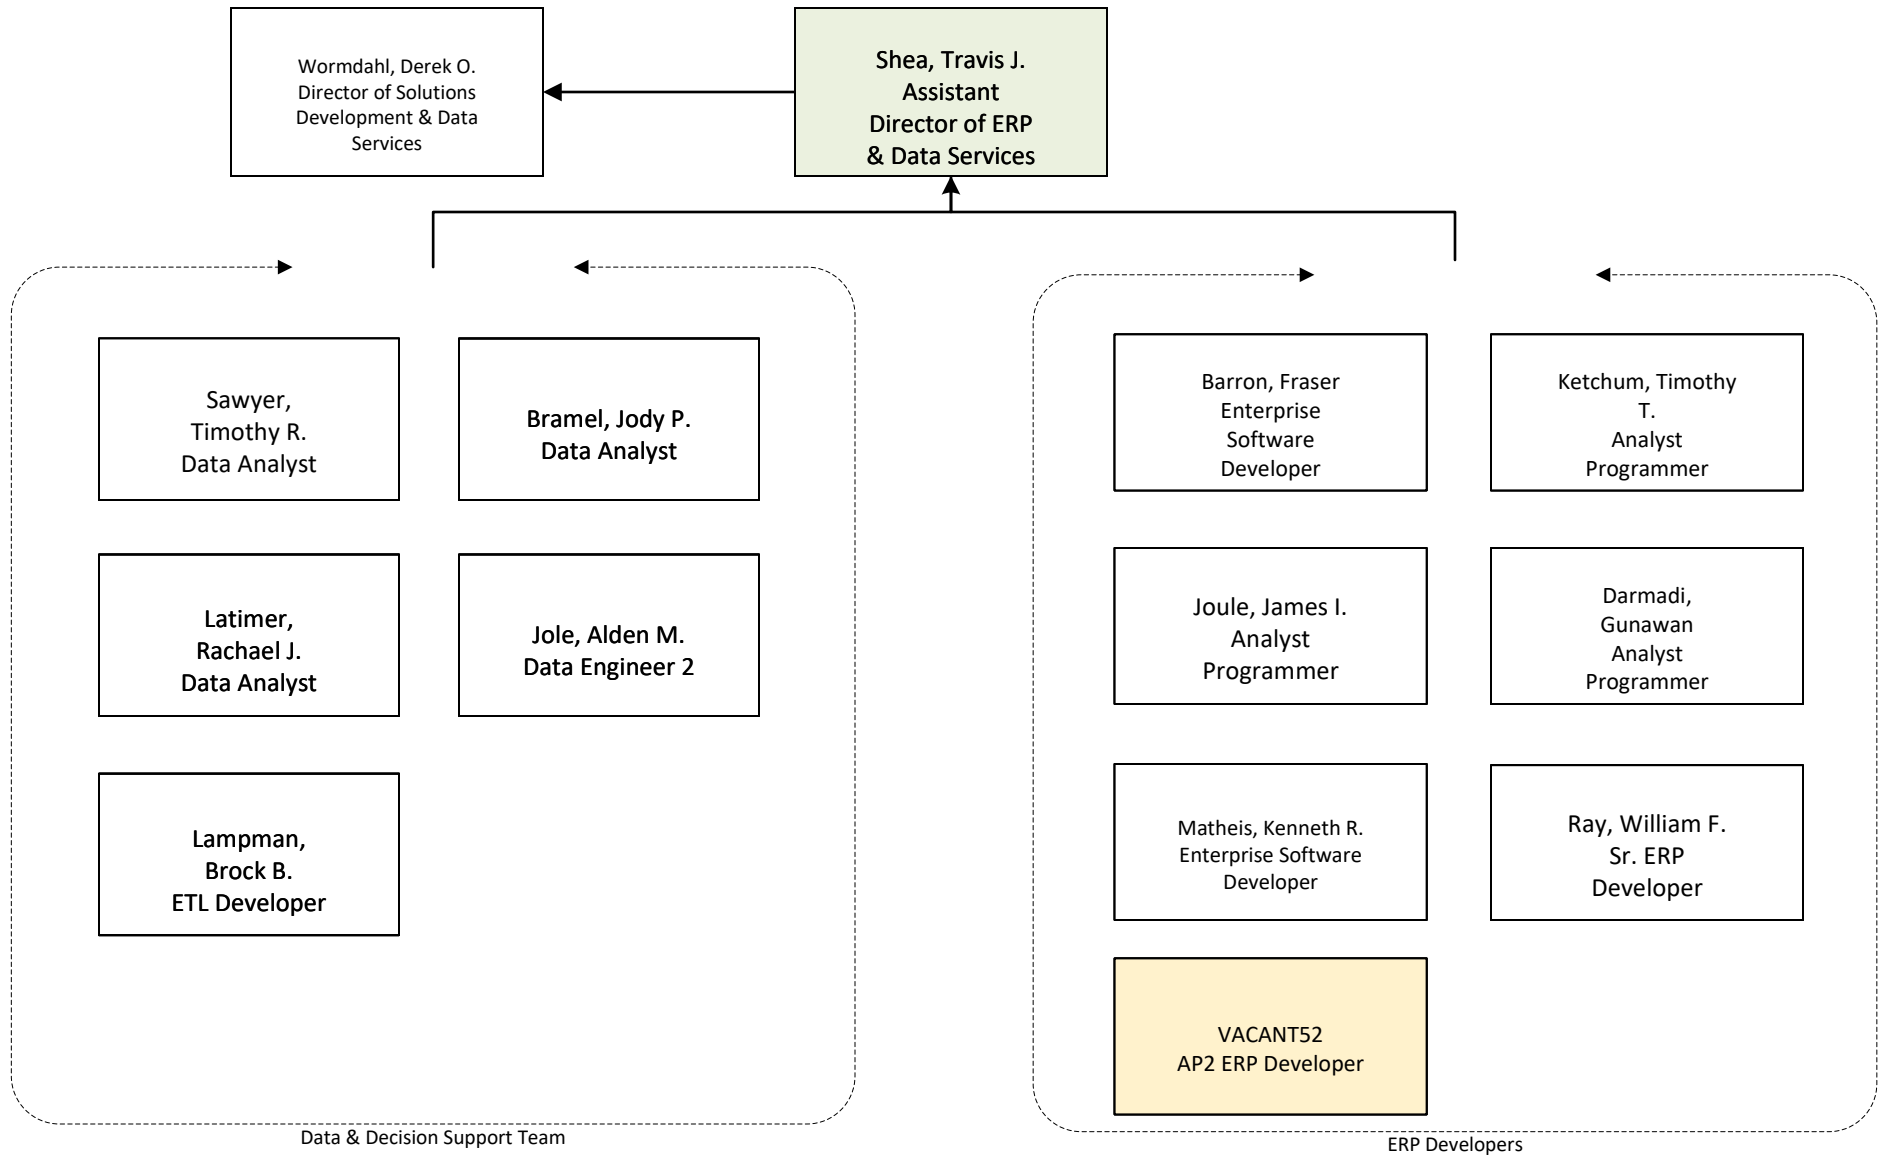 Wormdahl, Derek O.
Director of Solutions
Development & Data
Services
Shea, Travis J.
Assistant
Director of ERP
& Data Services
Sawyer,
Timothy R.
Data Analyst
Bramel, Jody P.
Data Analyst
Latimer,
Rachael J.
Data Analyst
Jole, Alden M.
Data Engineer 2
Lampman,
Brock B.
ETL Developer
Data & Decision Support Team
Barron, Fraser
Enterprise
Software
Developer
Ketchum, Timothy
T.
Analyst
Programmer
Joule, James I.
Analyst
Programmer
Darmadi,
Gunawan
Analyst
Programmer
Matheis, Kenneth R.
Enterprise Software
Developer
Ray, William F.
Sr. ERP
Developer
VACANT52
AP2 ERP Developer
ERP Developers